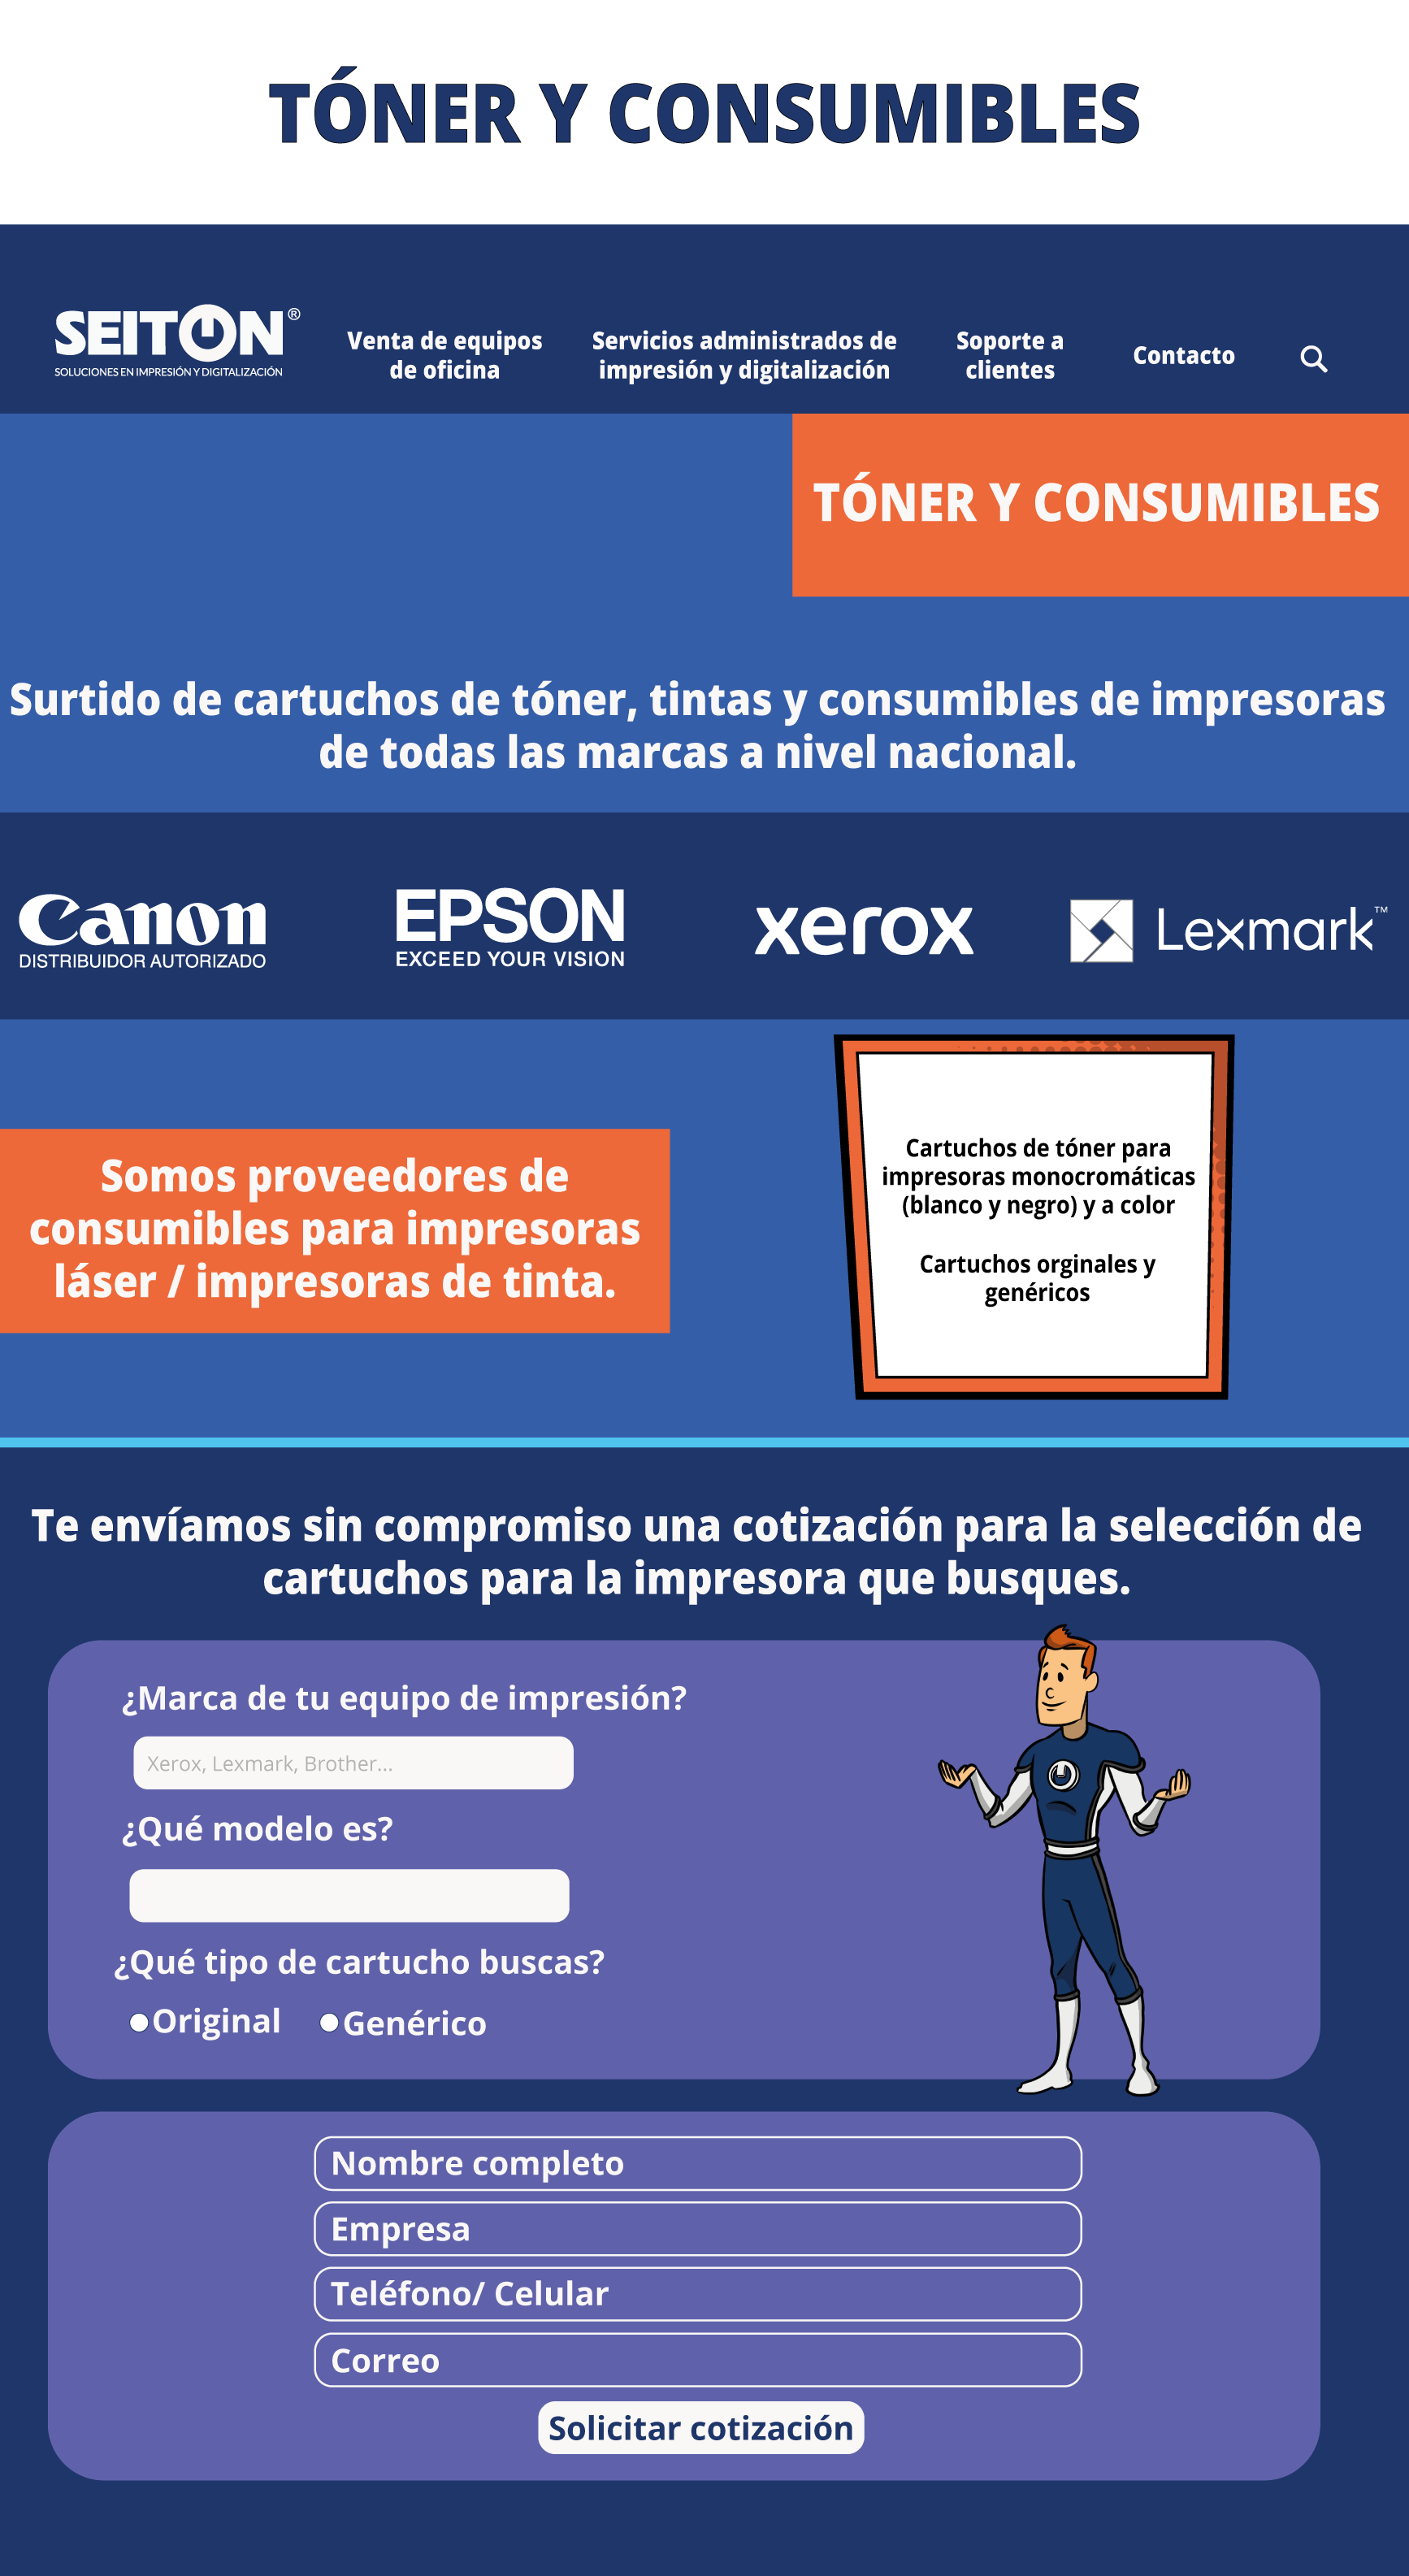 TÓNER Y CONSUMIBLES
SEITON®
SOLUCIONES EN IMPRESIÓN Y DIGITALIZACIÓN
Venta de equipos
de oficina
Servicios administrados de
impresión y digitalización
Soporte a
clientes
Contacto
TÓNER Y CONSUMIBLES
Surtido de cartuchos de tóner, tintas y consumibles de impresoras
de todas las marcas a nivel nacional.
Canon
DISTRIBUIDOR AUTORIZADO
EPSON
EXCEED YOUR VISION
xerox
Lexmark™
Somos proveedores de
consumibles para impresoras
láser / impresoras de tinta.
Cartuchos de tóner para
impresoras monocromáticas
(blanco y negro) y a color
Cartuchos orginales y
genéricos
Te envíamos sin compromiso una cotización para la selección de
cartuchos para la impresora que busques.
¿Marca de tu equipo de impresión?
Xerox, Lexmark, Brother...
¿Qué modelo es?
¿Qué tipo de cartucho buscas?
Original
Genérico
Nombre completo
Empresa
Teléfono/ Celular
Correo
Solicitar cotización